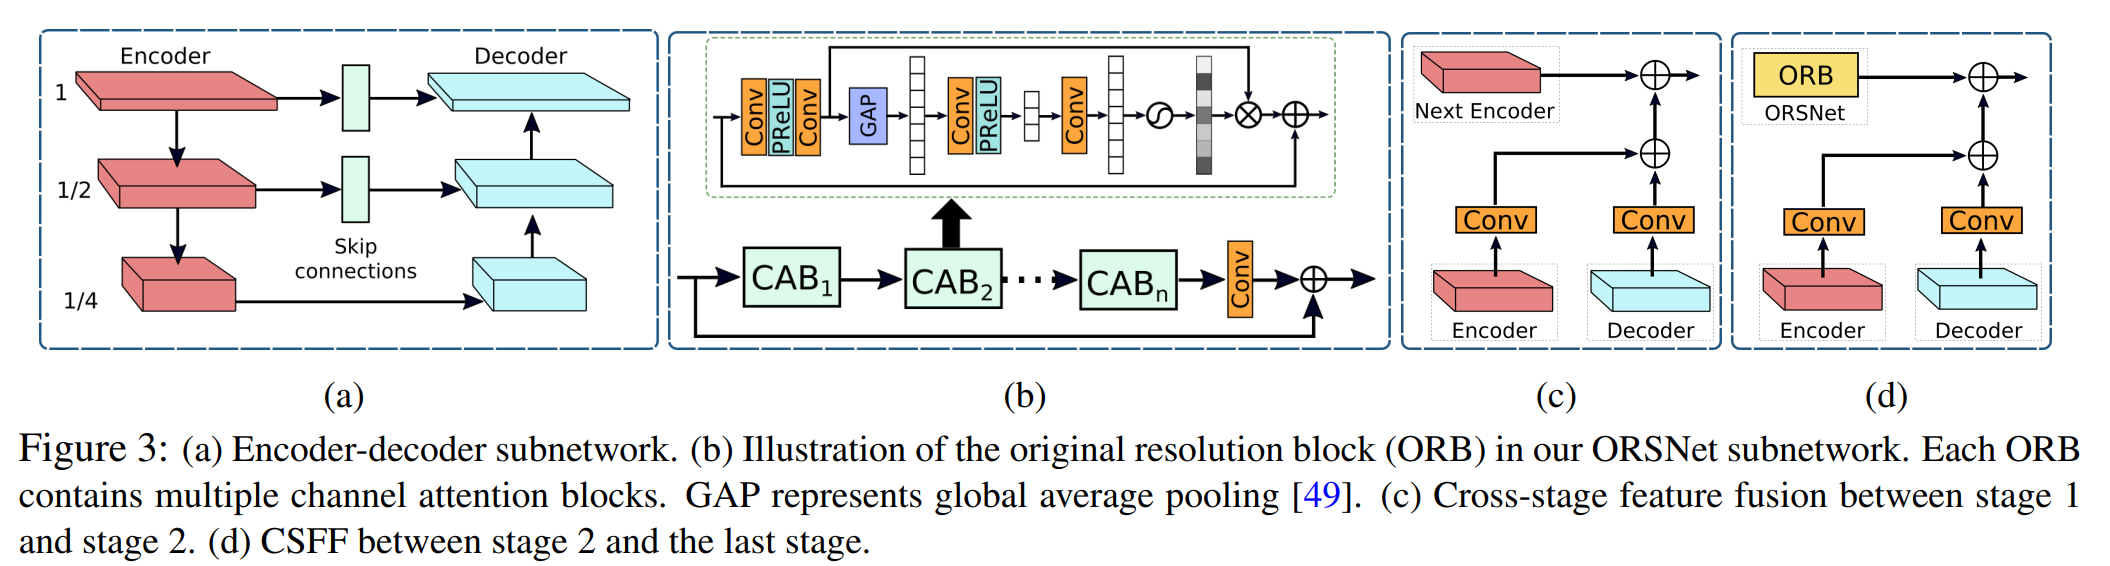 Encoder
Decoder
1
1/2
Skip
connections
1/4
Conv
PReLU
Conv
GAP
Conv
PReLU
Conv
CAB1
CAB2
...
CABn
Conv
Next Encoder
Conv
Conv
Encoder
Decoder
ORB
ORSNet
Conv
Conv
Encoder
Decoder
(a)
(b)
(c)
(d)
Figure 3: (a) Encoder-decoder subnetwork. (b) Illustration of the original resolution block (ORB) in our ORSNet subnetwork. Each ORB
contains multiple channel attention blocks. GAP represents global average pooling [49]. (c) Cross-stage feature fusion between stage 1
and stage 2. (d) CSFF between stage 2 and the last stage.